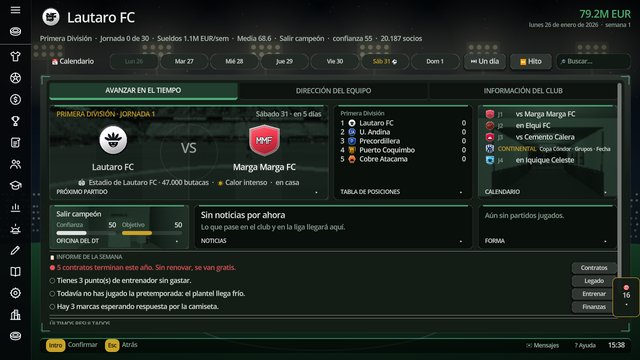 Lautaro FC
79.2M EUR
lunes 26 de enero de 2026 · semana 1
Primera División · Jornada 0 de 30 · Sueldos 1.1M EUR/sem · Media 68.6 · Salir campeón · confianza 55 · 20.187 socios
Calendario
Lun 26
Mar 27
Mié 28
Jue 29
Vie 30
Sáb 31
Dom 1
Un día
Hito
Buscar...
AVANZAR EN EL TIEMPO
DIRECCIÓN DEL EQUIPO
INFORMACIÓN DEL CLUB
PRIMERA DIVISIÓN · JORNADA 1
Sábado 31 · en 5 días
VS
MMF
Lautaro FC
Marga Marga FC
Estadio de Lautaro FC · 47.000 butacas · Calor intenso · en casa
PRÓXIMO PARTIDO
Primera División
1 Lautaro FC 0
2 U. Andina 0
3 Precordillera 0
4 Puerto Coquimbo 0
5 Cobre Atacama 0
TABLA DE POSICIONES
J1 vs Marga Marga FC
J2 en Elqui FC
J3 vs Cemento Calera
CONTINENTAL Copa Cóndor · Grupos · Fecha
J4 en Iquique Celeste
CALENDARIO
Salir campeón
Confianza 50 Objetivo 50
OFICINA DEL DT
Sin noticias por ahora
Lo que pase en el club y en la liga llegará aquí.
NOTICIAS
Aún sin partidos jugados.
FORMA
INFORME DE LA SEMANA
5 contratos terminan este año. Sin renovar, se van gratis.
Contratos
Tienes 3 punto(s) de entrenador sin gastar.
Legado
Todavía no has jugado la pretemporada: el plantel llega frío.
Entrenar
Hay 3 marcas esperando respuesta por la camiseta.
Finanzas
16
ÚLTIMOS RESULTADOS
Intro Confirmar
Esc Atrás
Mensajes
? Ayuda
15:38